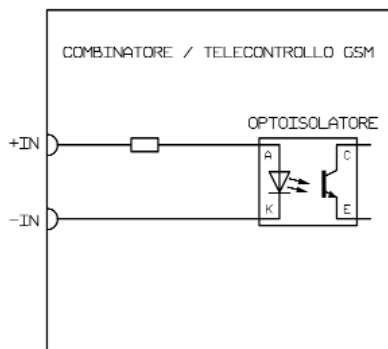 COMBINATORE / TELECONTROLLO GSM
OPTOISOLATORE
+IN
A
C
-IN
K
E